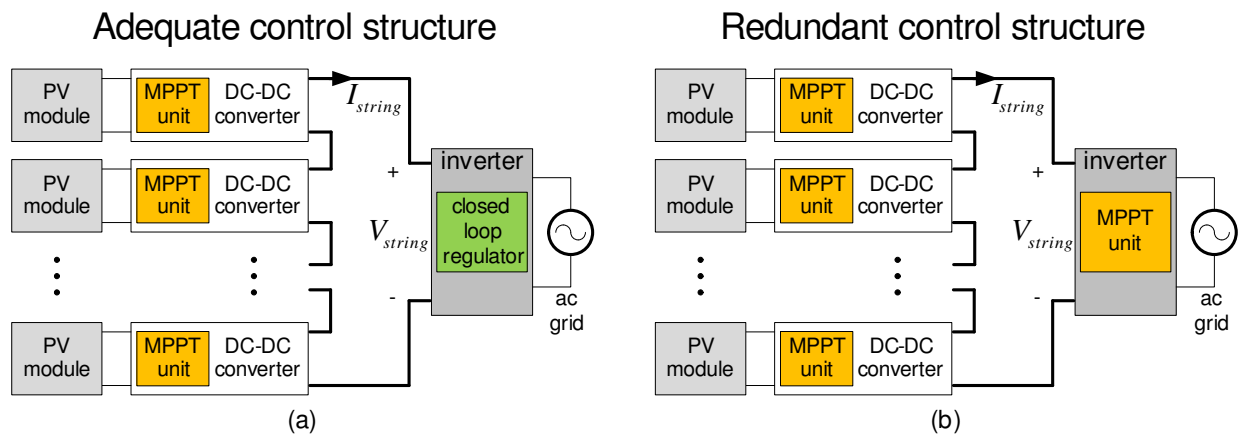 Adequate control structure
PV
module
MPPT
unit
DC-DC
converter
I string
PV
module
MPPT
unit
DC-DC
converter
+
V string
-
inverter
closed
loop
regulator
ac
grid
PV
module
MPPT
unit
DC-DC
converter
(a)
Redundant control structure
PV
module
MPPT
unit
DC-DC
converter
I string
PV
module
MPPT
unit
DC-DC
converter
+
V string
-
inverter
MPPT
unit
ac
grid
PV
module
MPPT
unit
DC-DC
converter
(b)